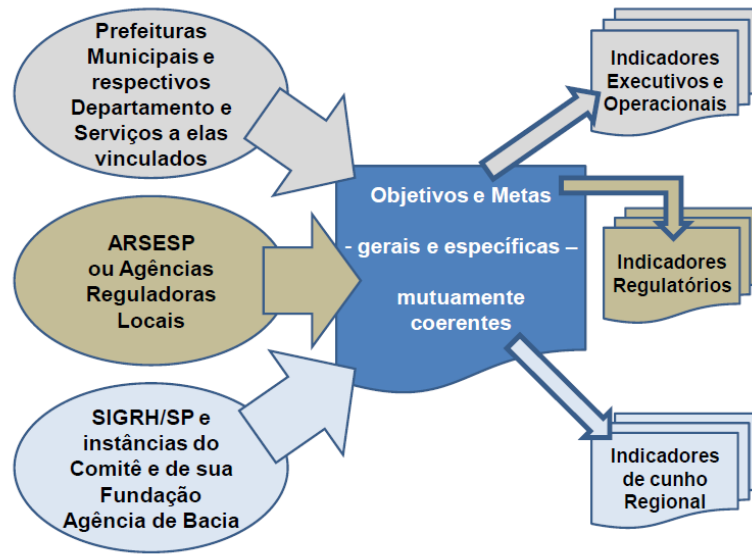 Prefeituras
Municipais e
respectivos
Departamento e
Serviços a elas
vinculados
ARSESP
ou Agências
Reguladoras
Locais
SIGRH/SP e
instâncias do
Comitê e de sua
Fundação
Agência de Bacia
Objetivos e Metas
- gerais e específicas –
mutuamente
coerentes
Indicadores
Executivos e
Operacionais
Indicadores
Regulatórios
Indicadores
de cunho
Regional